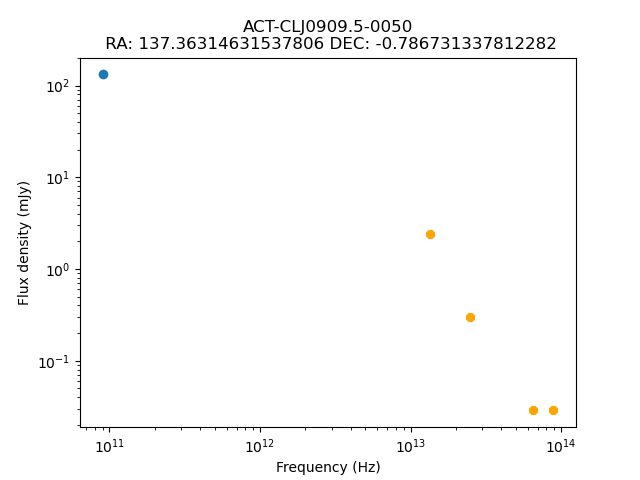 ACT-CLJ0909.5-0050
RA: 137.36314631537806 DEC: -0.786731337812282
Flux density (mJy)
10²
10¹
10⁰
10⁻¹
10¹¹
10¹²
10¹³
10¹⁴
Frequency (Hz)